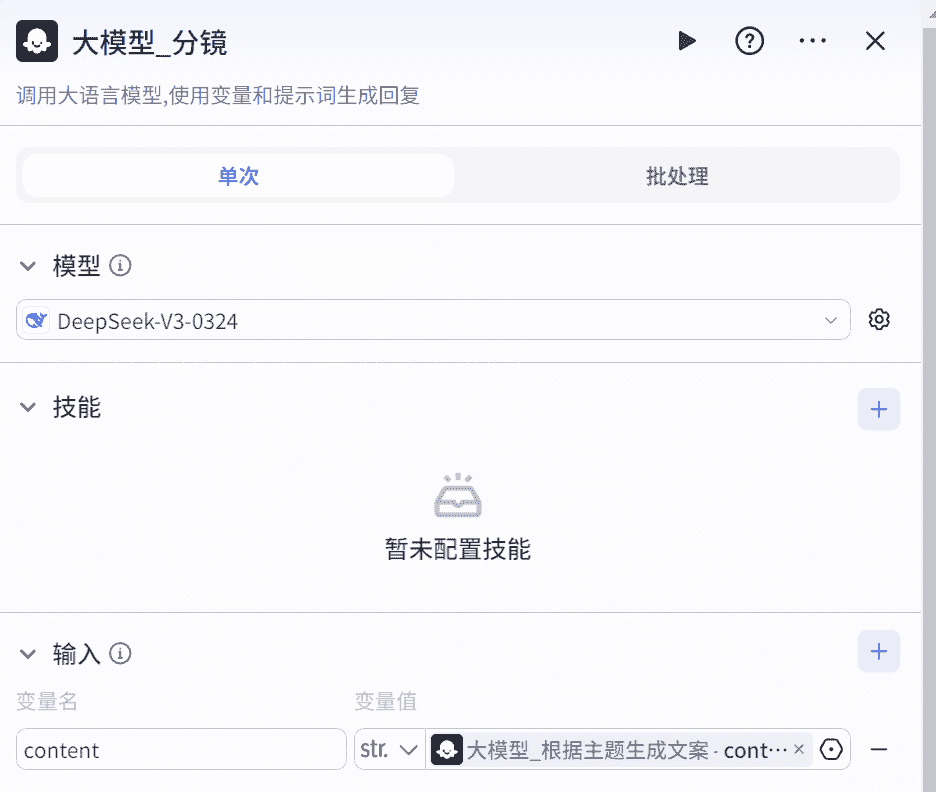 大模型_分镜
调用大语言模型,使用变量和提示词生成回复
单次 批处理
模型
DeepSeek-V3-0324
技能
暂未配置技能
输入
变量名 变量值
content str. 大模型_根据主题生成文案 - cont···